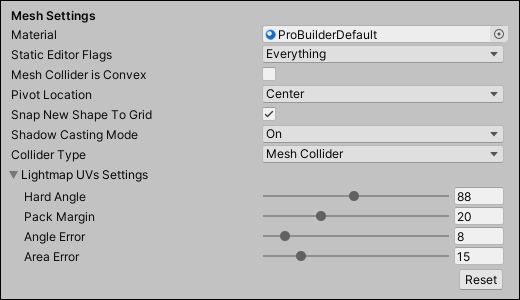 Mesh Settings
Material ProBuilderDefault
Static Editor Flags Everything
Mesh Collider is Convex
Pivot Location Center
Snap New Shape To Grid
Shadow Casting Mode On
Collider Type Mesh Collider
Lightmap UVs Settings
Hard Angle 88
Pack Margin 20
Angle Error 8
Area Error 15
Reset